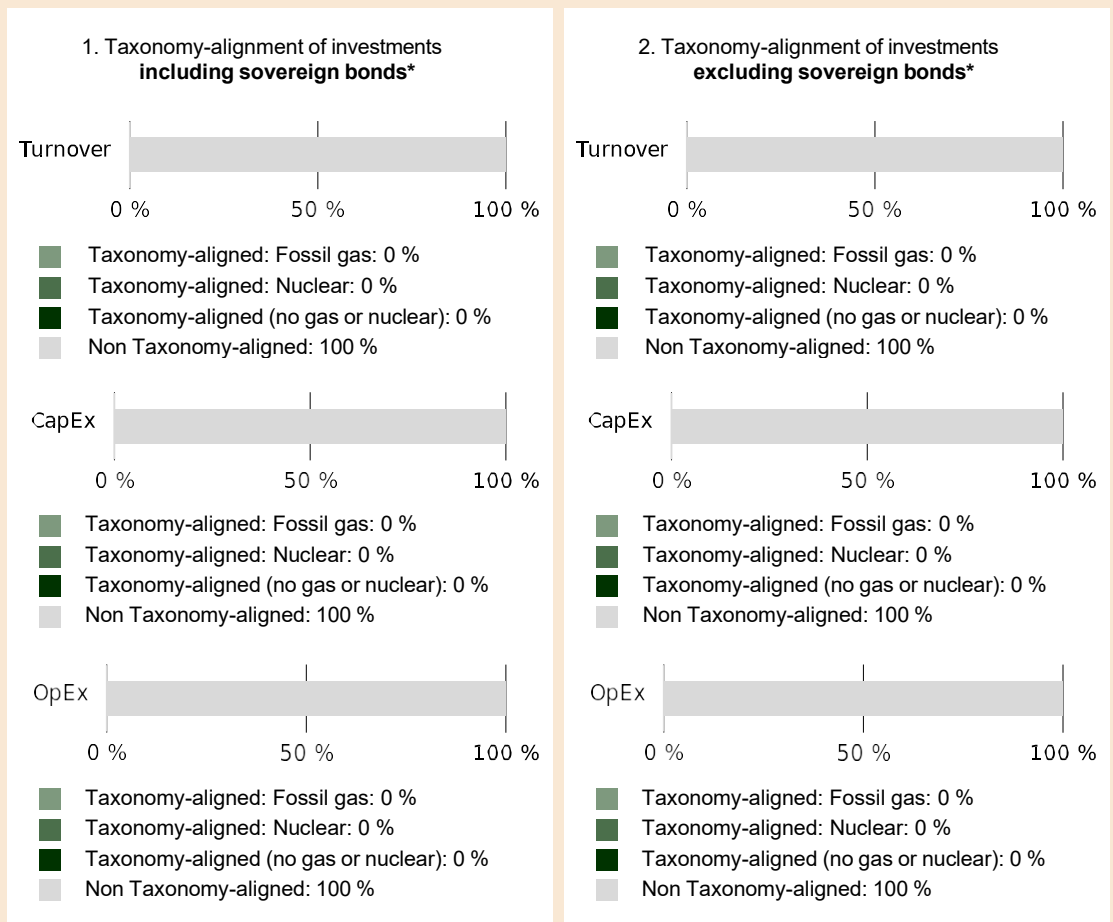 1. Taxonomy-alignment of investments
including sovereign bonds*
Turnover
0 % 50 % 100 %
Taxonomy-aligned: Fossil gas: 0 %
Taxonomy-aligned: Nuclear: 0 %
Taxonomy-aligned (no gas or nuclear): 0 %
Non Taxonomy-aligned: 100 %
CapEx
0 % 50 % 100 %
Taxonomy-aligned: Fossil gas: 0 %
Taxonomy-aligned: Nuclear: 0 %
Taxonomy-aligned (no gas or nuclear): 0 %
Non Taxonomy-aligned: 100 %
OpEx
0 % 50 % 100 %
Taxonomy-aligned: Fossil gas: 0 %
Taxonomy-aligned: Nuclear: 0 %
Taxonomy-aligned (no gas or nuclear): 0 %
Non Taxonomy-aligned: 100 %
2. Taxonomy-alignment of investments
excluding sovereign bonds*
Turnover
0 % 50 % 100 %
Taxonomy-aligned: Fossil gas: 0 %
Taxonomy-aligned: Nuclear: 0 %
Taxonomy-aligned (no gas or nuclear): 0 %
Non Taxonomy-aligned: 100 %
CapEx
0 % 50 % 100 %
Taxonomy-aligned: Fossil gas: 0 %
Taxonomy-aligned: Nuclear: 0 %
Taxonomy-aligned (no gas or nuclear): 0 %
Non Taxonomy-aligned: 100 %
OpEx
0 % 50 % 100 %
Taxonomy-aligned: Fossil gas: 0 %
Taxonomy-aligned: Nuclear: 0 %
Taxonomy-aligned (no gas or nuclear): 0 %
Non Taxonomy-aligned: 100 %